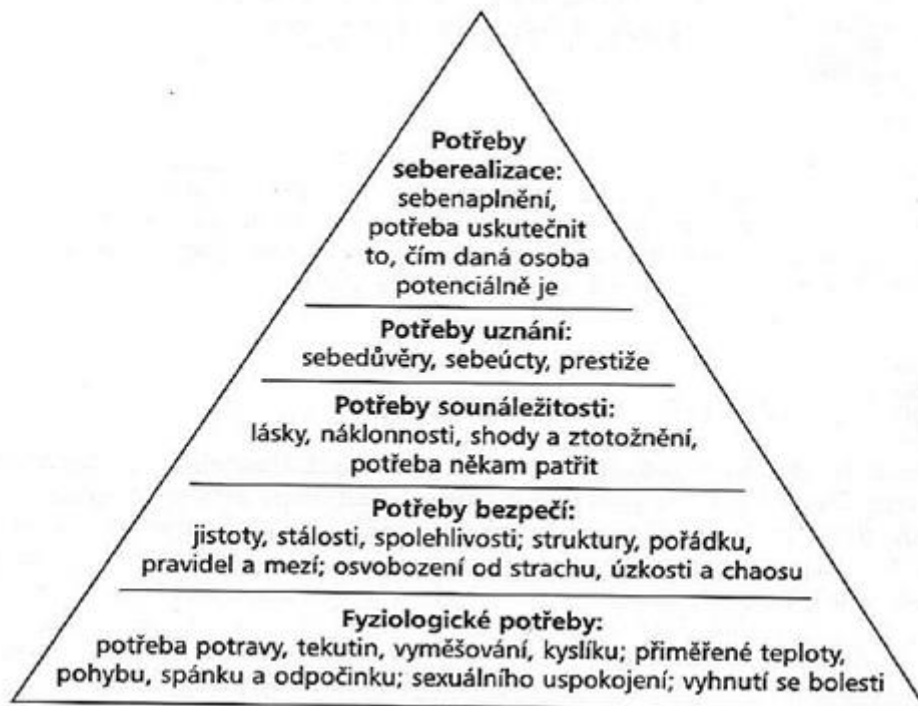 Potřeby
seberealizace:
sebenaplnění,
potřeba uskutečnit
to, čím daná osoba
potenciálně je
Potřeby uznání:
sebedůvěry, sebeúcty, prestiže
Potřeby sounáležitosti:
lásky, náklonnosti, shody a ztotožnění,
potřeba někam patřit
Potřeby bezpečí:
jistoty, stálosti, spolehlivosti; struktury, pořádku,
pravidel a mezí; osvobození od strachu, úzkosti a chaosu
Fyziologické potřeby:
potřeba potravy, tekutin, vyměšování, kyslíku; přiměřené teploty,
pohybu, spánku a odpočinku; sexuálního uspokojení; vyhnutí se bolesti